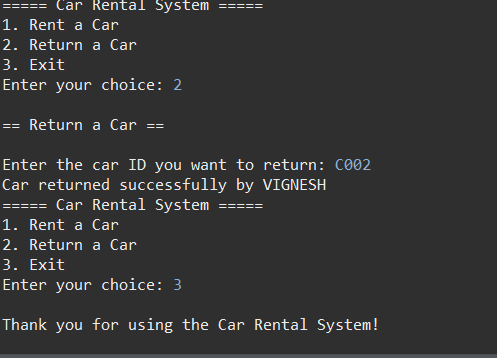 ===== Car Rental System =====
1. Rent a Car
2. Return a Car
3. Exit
Enter your choice: 2
== Return a Car ==
Enter the car ID you want to return: C002
Car returned successfully by VIGNESH
===== Car Rental System =====
1. Rent a Car
2. Return a Car
3. Exit
Enter your choice: 3
Thank you for using the Car Rental System!